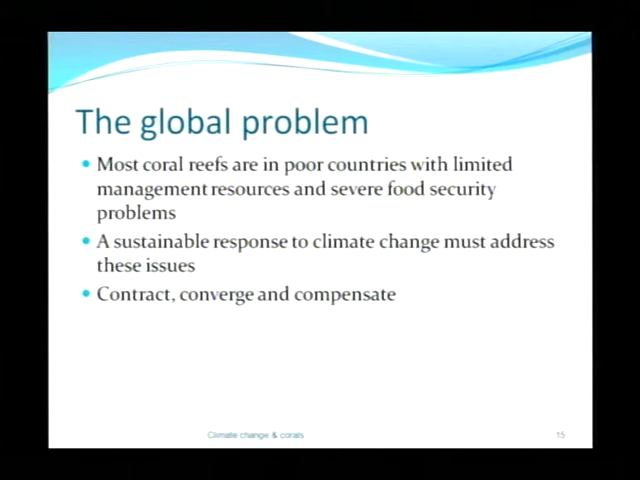 The global problem
Most coral reefs are in poor countries with limited
management resources and severe food security
problems
A sustainable response to climate change must address
these issues
Contract, converge and compensate
Climate change & corals
15